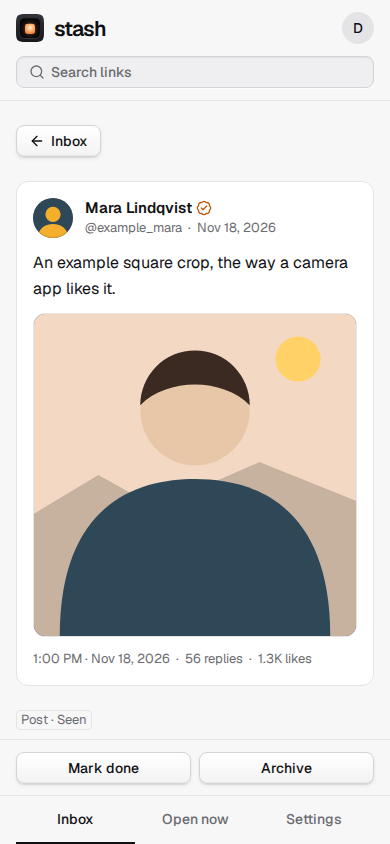 stash
D
Search links
Inbox
Mara Lindqvist
@example_mara · Nov 18, 2026
An example square crop, the way a camera
app likes it.
1:00 PM · Nov 18, 2026 · 56 replies · 1.3K likes
Post · Seen
Mark done
Archive
Inbox
Open now
Settings